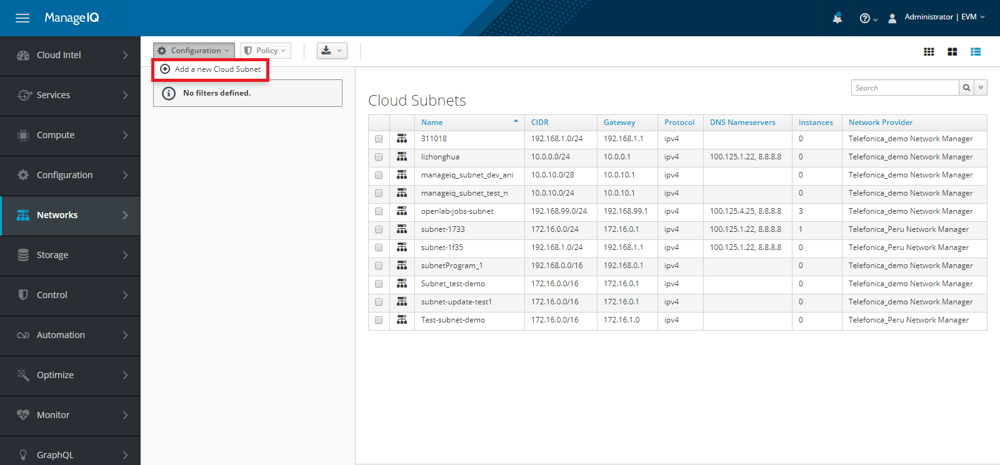 ManageIQ
Administrator | EVM
Cloud Intel
Services
Compute
Configuration
Networks
Storage
Control
Automation
Optimize
Monitor
GraphQL
Configuration Policy
Add a new Cloud Subnet
No filters defined.
Search
Cloud Subnets
Name CIDR Gateway Protocol DNS Nameservers Instances Network Provider
311018 192.168.1.0/24 192.168.1.1 ipv4 0 Telefonica_demo Network Manager
lizhonghua 10.0.0.0/24 10.0.0.1 ipv4 100.125.1.22, 8.8.8.8 0 Telefonica_demo Network Manager
manageiq_subnet_dev_ani 10.0.10.0/28 10.0.10.1 ipv4 0 Telefonica_demo Network Manager
manageiq_subnet_test_n 10.0.10.0/24 10.0.10.1 ipv4 0 Telefonica_demo Network Manager
openlab-jobs-subnet 192.168.99.0/24 192.168.99.1 ipv4 100.125.4.25, 8.8.8.8 3 Telefonica_demo Network Manager
subnet-1733 172.16.0.0/24 172.16.0.1 ipv4 100.125.1.22, 8.8.8.8 1 Telefonica_Peru Network Manager
subnet-1f35 192.168.1.0/24 192.168.1.1 ipv4 100.125.1.22, 8.8.8.8 0 Telefonica_Peru Network Manager
subnetProgram_1 192.168.0.0/16 192.168.0.1 ipv4 0 Telefonica_demo Network Manager
Subnet_test-demo 172.16.0.0/16 172.16.0.1 ipv4 0 Telefonica_demo Network Manager
subnet-update-test1 172.16.0.0/16 172.16.0.1 ipv4 0 Telefonica_demo Network Manager
Test-subnet-demo 172.16.0.0/16 172.16.1.0 ipv4 0 Telefonica_Peru Network Manager